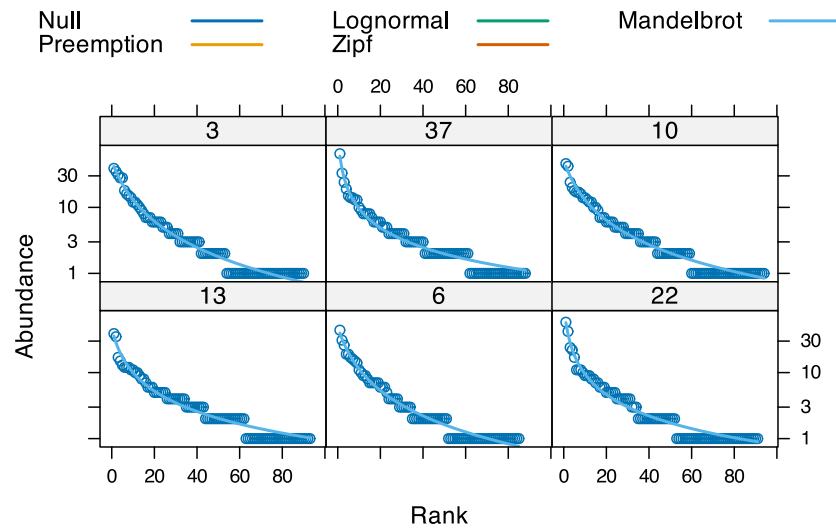 Null Lognormal Mandelbrot
Preemption Zipf
0 20 40 60 80
3 37 10
30
10
3
1
Abundance
13 6 22
30
10
3
1
0 20 40 60 80 0 20 40 60 80
Rank